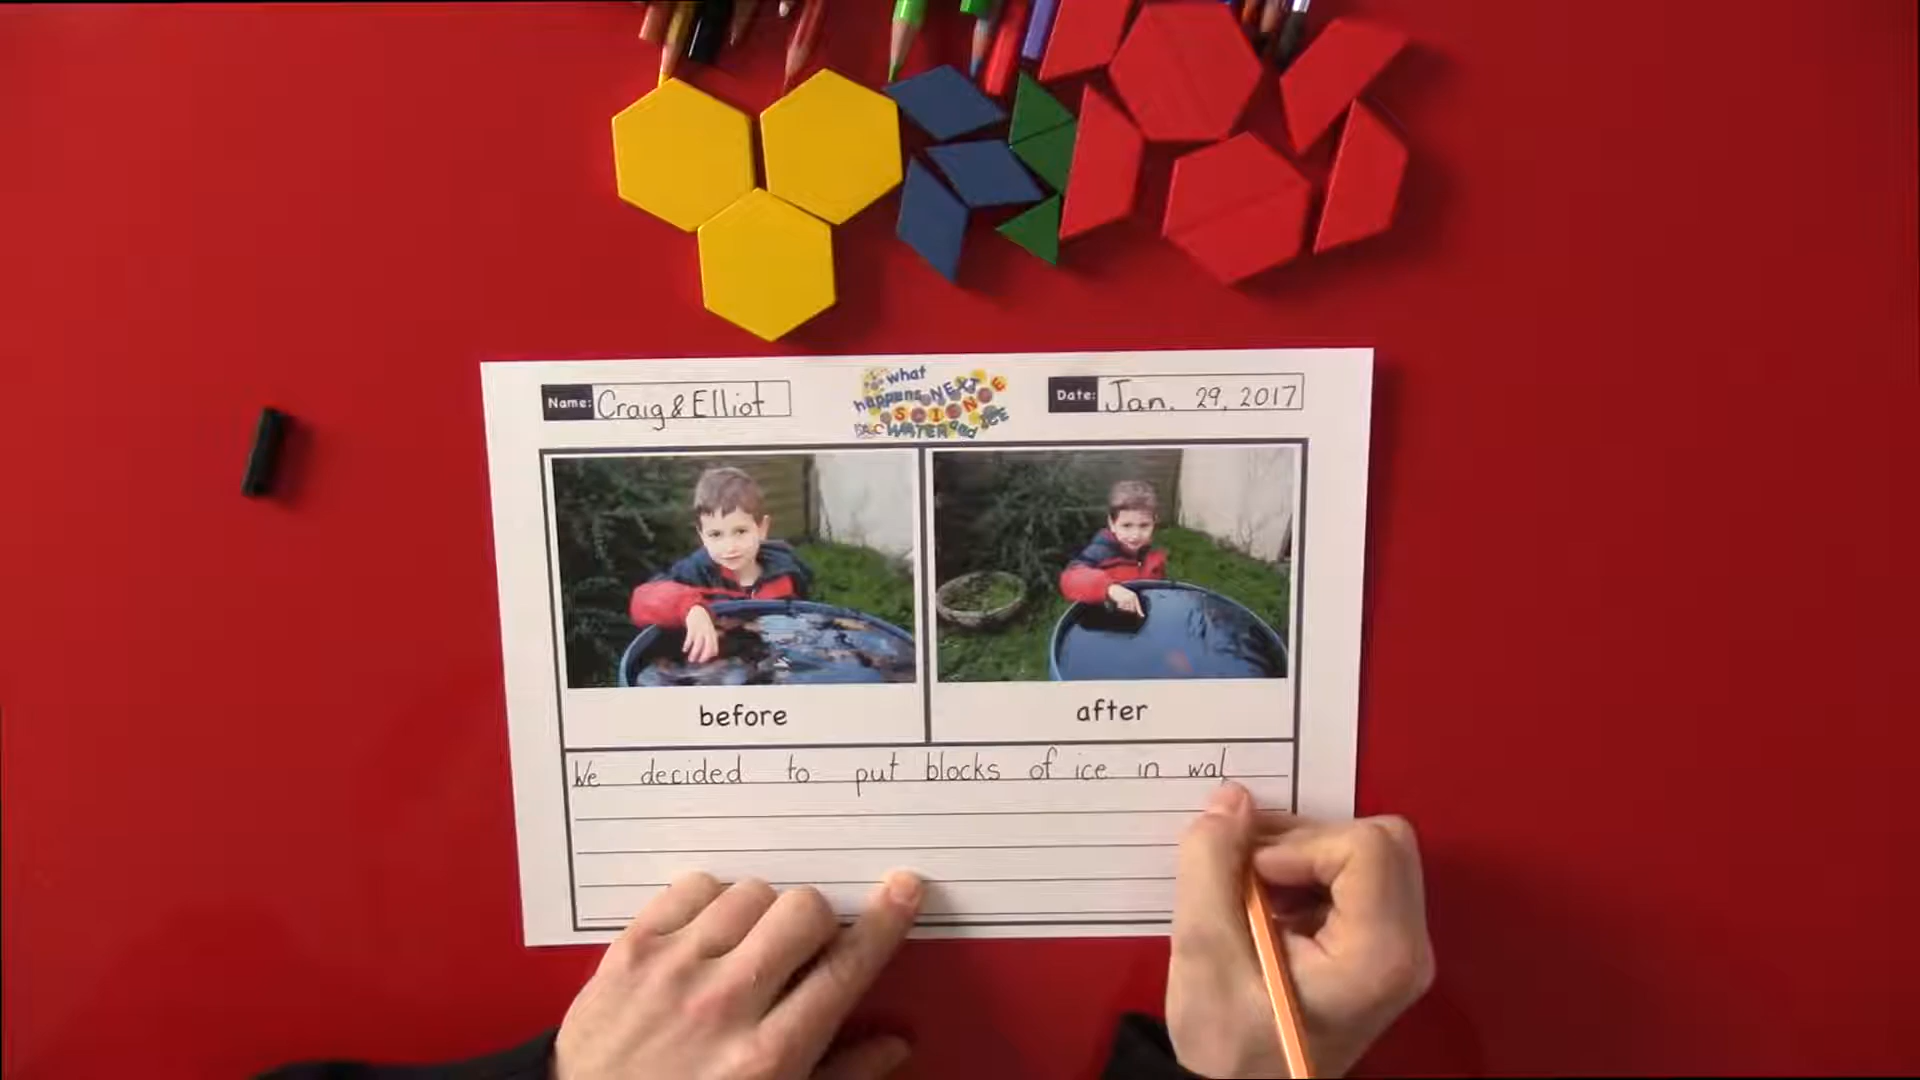 Name: Craig & Elliot
what
happens NEXT
SCIENCE
WATER and ICE
Date: Jan. 29, 2017
before
after
We decided to put blocks of ice in wat